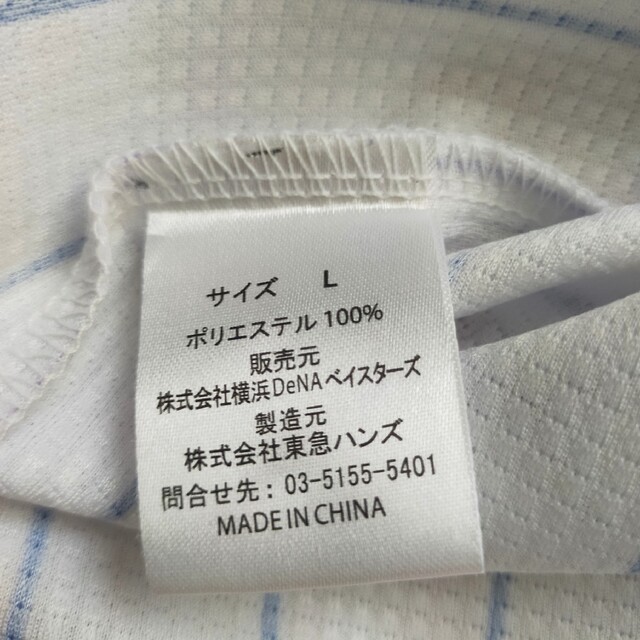 サイズ L
ポリエステル 100%
販売元
株式会社横浜DeNAベイスターズ
製造元
株式会社東急ハンズ
問合せ先：03-5155-5401
MADE IN CHINA